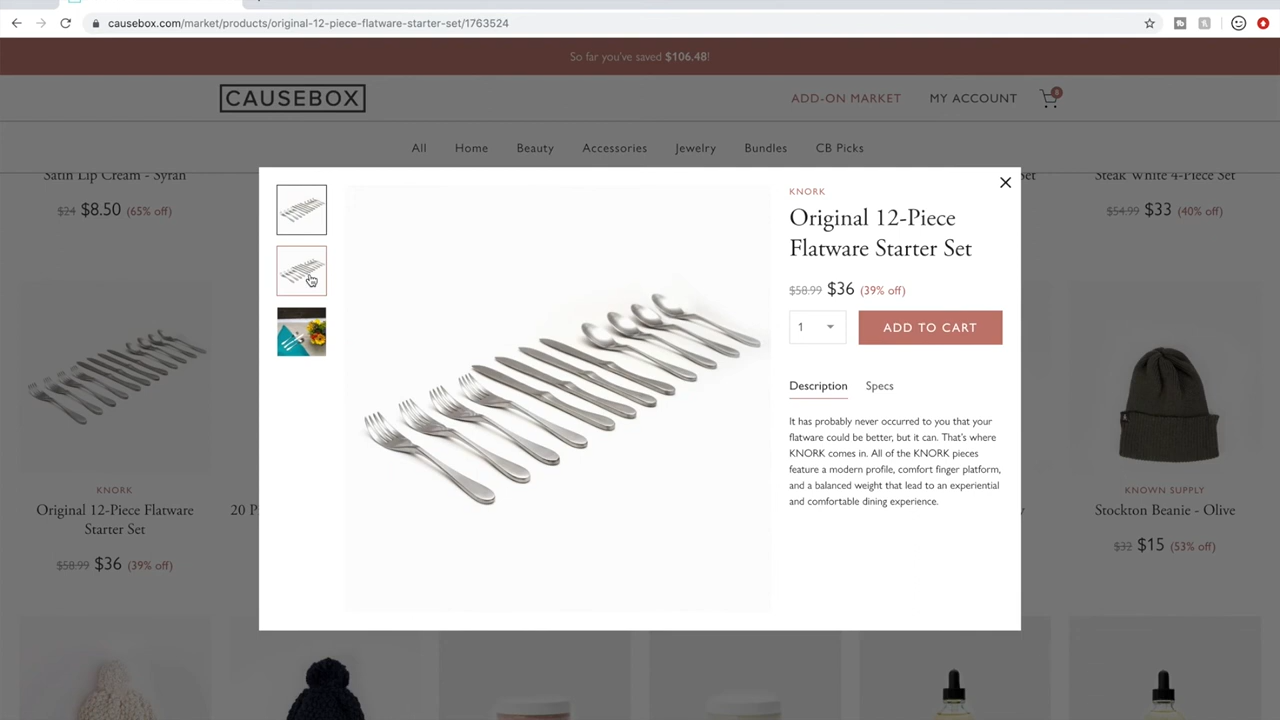 causebox.com/market/products/original-12-piece-flatware-starter-set/1763524
So far you've saved $106.48!
CAUSEBOX
ADD-ON MARKET
MY ACCOUNT
8
All
Home
Beauty
Accessories
Jewelry
Bundles
CB Picks
Satin Lip Cream - Syrah
$24 $8.50 (65% off)
Set
Steak White 4-Piece Set
$54.99 $33 (40% off)
KNORK
Original 12-Piece
Flatware Starter Set
$58.99 $36 (39% off)
1
ADD TO CART
Description
Specs
It has probably never occurred to you that your
flatware could be better, but it can. That's where
KNORK comes in. All of the KNORK pieces
feature a modern profile, comfort finger platform,
and a balanced weight that lead to an experiential
and comfortable dining experience.
KNORK
Original 12-Piece Flatware
Starter Set
$58.99 $36 (39% off)
20 P
KNOWN SUPPLY
Stockton Beanie - Olive
$32 $15 (53% off)